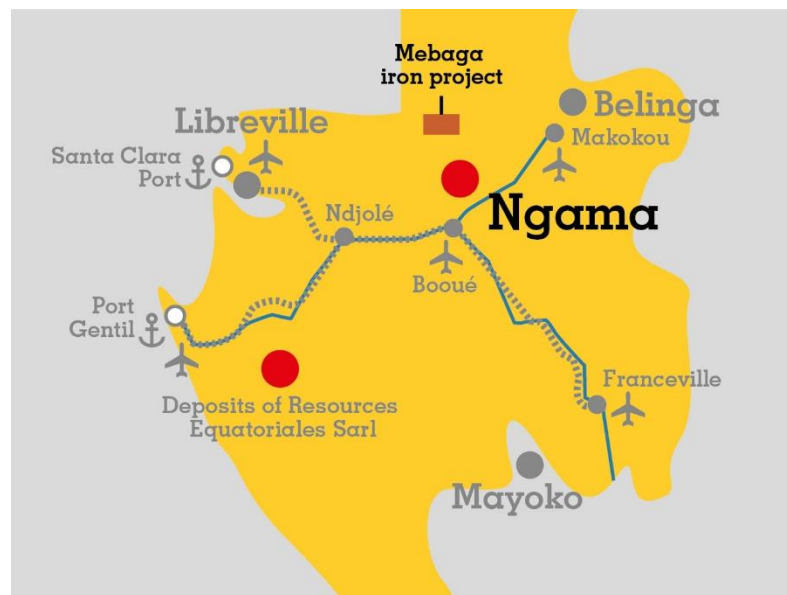 Mebaga
iron project
Belinga
Libreville
Makokou
Santa Clara
Port
Ngama
Ndjolé
Booué
Port
Gentil
Franceville
Deposits of Resources
Equatoriales Sarl
Mayoko